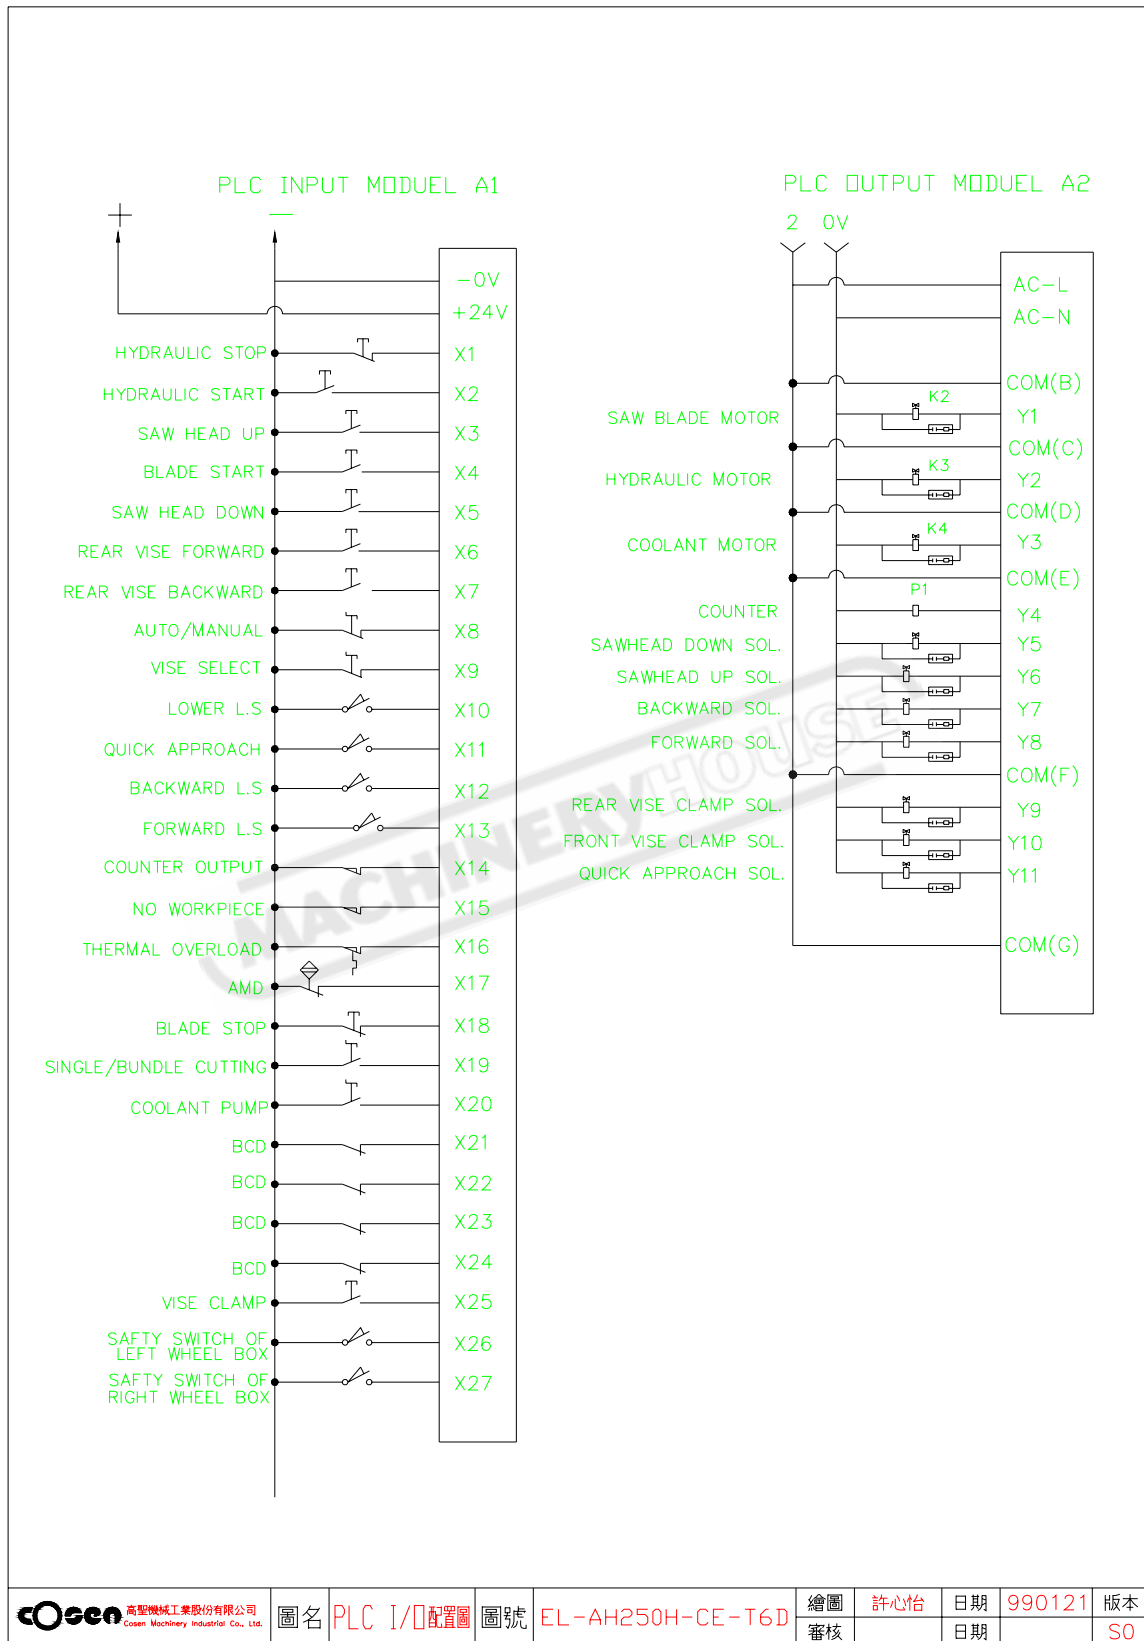 PLC INPUT MODUEL A1
+ −
-0V
+24V
HYDRAULIC STOP X1
HYDRAULIC START X2
SAW HEAD UP X3
BLADE START X4
SAW HEAD DOWN X5
REAR VISE FORWARD X6
REAR VISE BACKWARD X7
AUTO/MANUAL X8
VISE SELECT X9
LOWER L.S X10
QUICK APPROACH X11
BACKWARD L.S X12
FORWARD L.S X13
COUNTER OUTPUT X14
NO WORKPIECE X15
THERMAL OVERLOAD X16
AMD X17
BLADE STOP X18
SINGLE/BUNDLE CUTTING X19
COOLANT PUMP X20
BCD X21
BCD X22
BCD X23
BCD X24
VISE CLAMP X25
SAFTY SWITCH OF
LEFT WHEEL BOX X26
SAFTY SWITCH OF
RIGHT WHEEL BOX X27
PLC OUTPUT MODUEL A2
2 0V
AC-L
AC-N
COM(B)
SAW BLADE MOTOR K2 Y1
COM(C)
HYDRAULIC MOTOR K3 Y2
COM(D)
COOLANT MOTOR K4 Y3
COM(E)
COUNTER P1 Y4
SAWHEAD DOWN SOL. Y5
SAWHEAD UP SOL. Y6
BACKWARD SOL. Y7
FORWARD SOL. Y8
COM(F)
REAR VISE CLAMP SOL. Y9
FRONT VISE CLAMP SOL. Y10
QUICK APPROACH SOL. Y11
COM(G)
MACHINERYHOUSE
cosen 高聖機械工業股份有限公司
Cosen Machinery Industrial Co., Ltd.
圖名 PLC I/O配置圖 圖號 EL-AH250H-CE-T6D
繪圖 許心怡 日期 990121 版本
審核 日期 S0